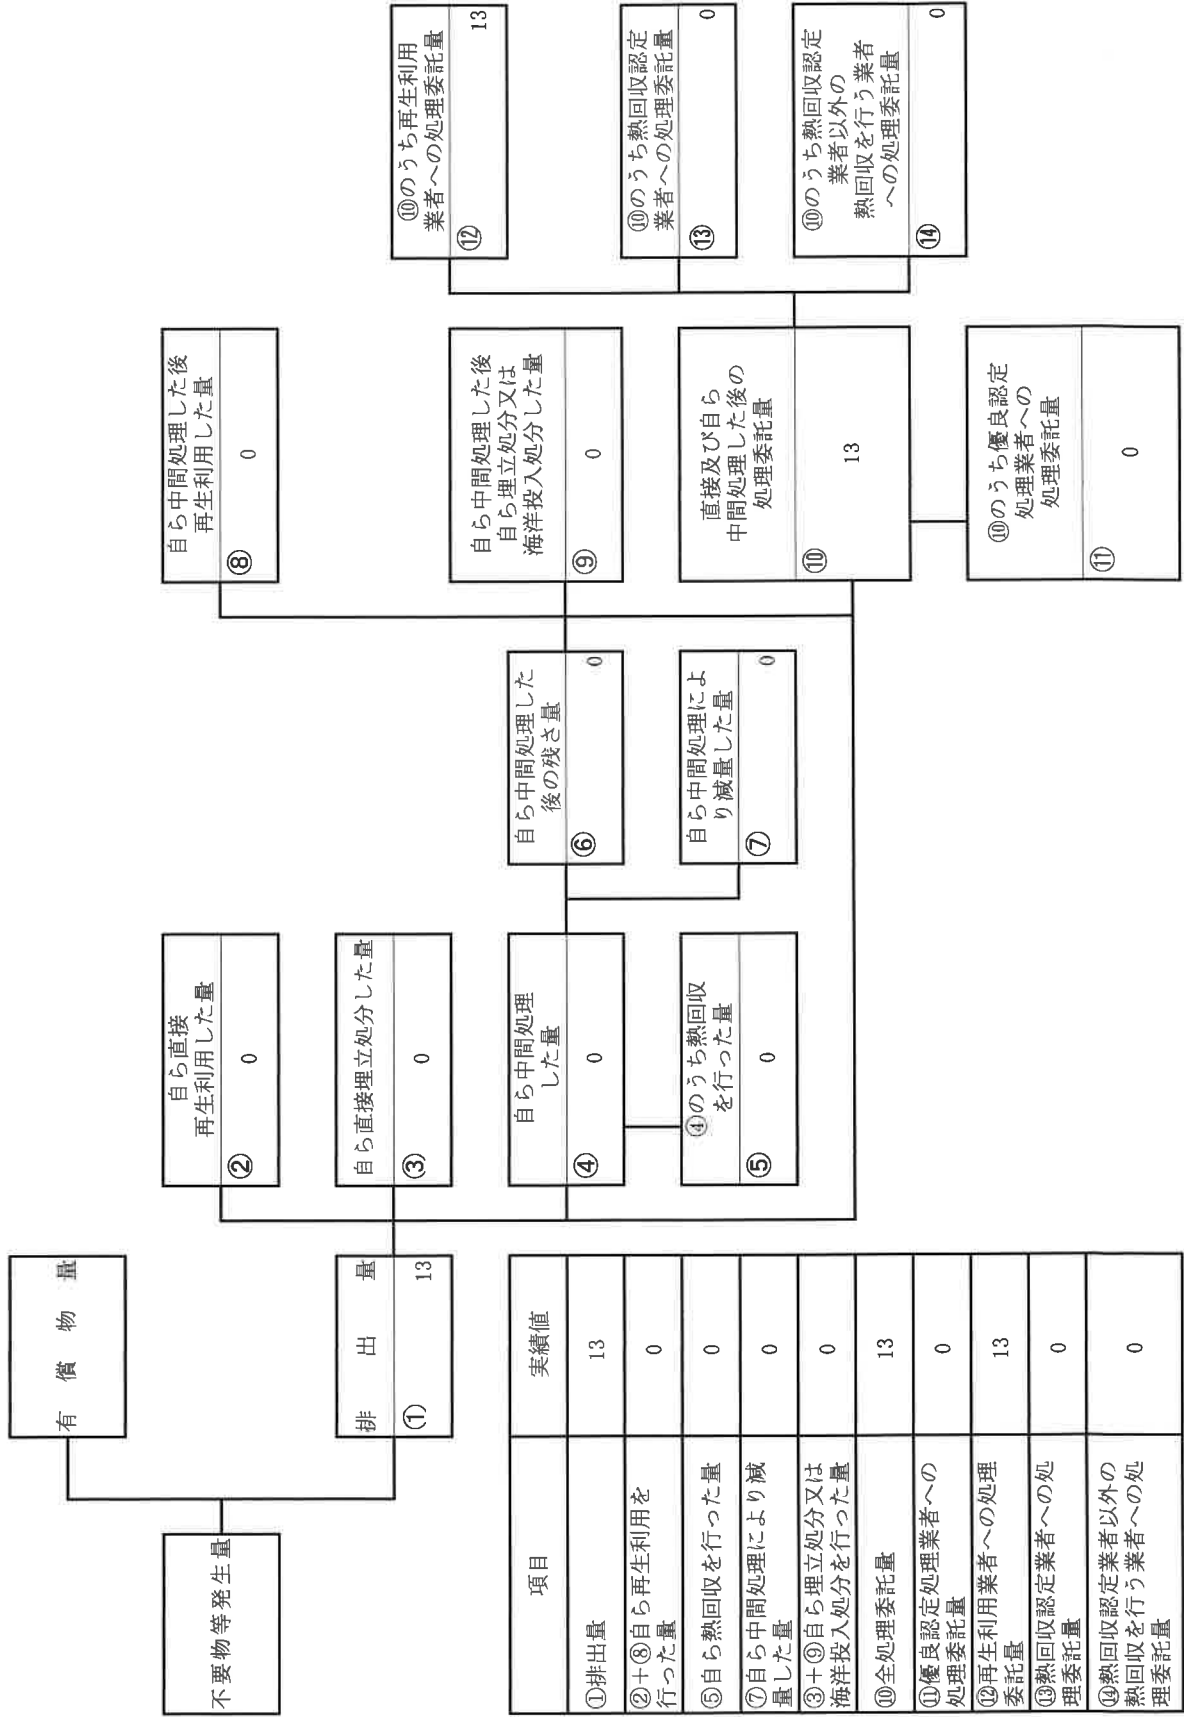 不要物等発生量
有償物量
排出量
① 13
自ら直接
再生利用した量
② 0
自ら直接埋立処分した量
③ 0
自ら中間処理
した量
④ 0
④のうち熱回収
を行った量
⑤ 0
自ら中間処理した
後の残さ量
⑥ 0
自ら中間処理によ
り減量した量
⑦ 0
自ら中間処理した後
再生利用した量
⑧ 0
自ら中間処理した後
自ら埋立処分又は
海洋投入処分した量
⑨ 0
直接及び自ら
中間処理した後の
処理委託量
⑩ 13
⑩のうち優良認定
処理業者への
処理委託量
⑪ 0
⑩のうち再生利用
業者への処理委託量
⑫ 13
⑩のうち熱回収認定
業者への処理委託量
⑬ 0
⑩のうち熱回収認定
業者以外の
熱回収を行う業者
への処理委託量
⑭ 0
項目 実績値
①排出量 13
②+⑧自ら再生利用を
行った量 0
⑤自ら熱回収を行った量 0
⑦自ら中間処理により減
量した量 0
③+⑨自ら埋立処分又は
海洋投入処分を行った量 0
⑩全処理委託量 13
⑪優良認定処理業者への
処理委託量 0
⑫再生利用業者への処理
委託量 13
⑬熱回収認定業者への処
理委託量 0
⑭熱回収認定業者以外の
熱回収を行う業者への処
理委託量 0